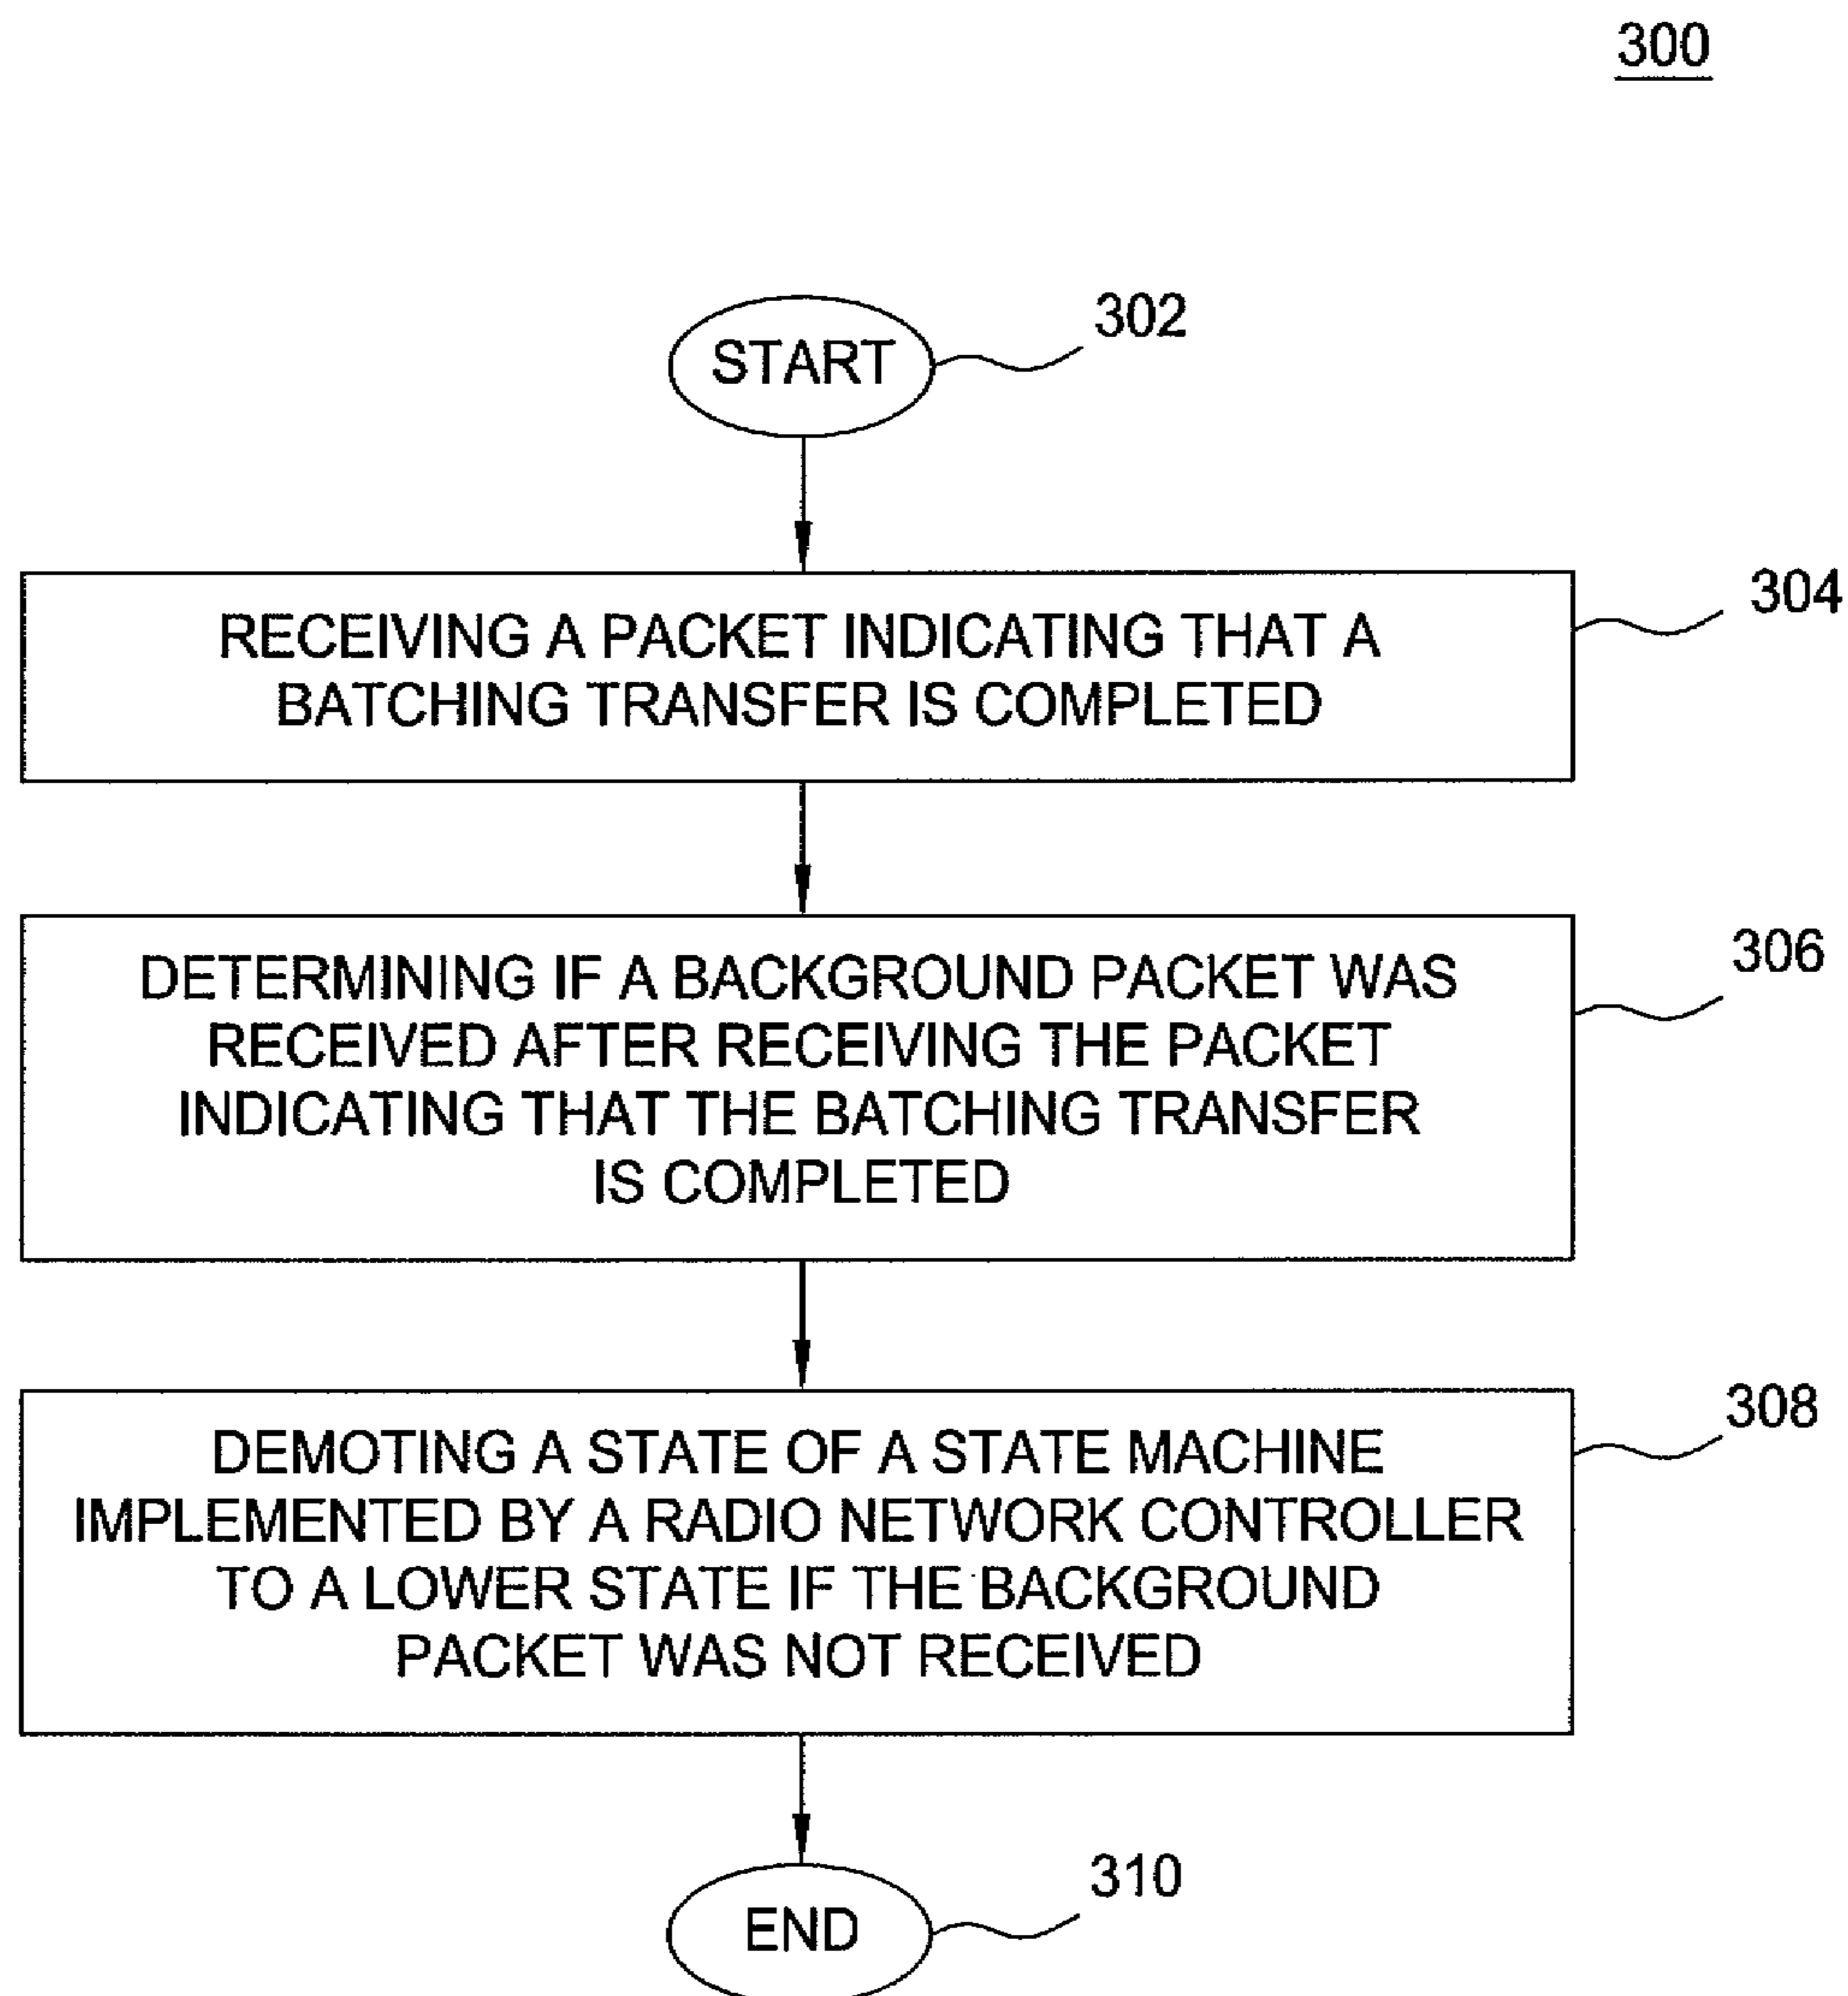 300
START
302
RECEIVING A PACKET INDICATING THAT A
BATCHING TRANSFER IS COMPLETED
304
DETERMINING IF A BACKGROUND PACKET WAS
RECEIVED AFTER RECEIVING THE PACKET
INDICATING THAT THE BATCHING TRANSFER
IS COMPLETED
306
DEMOTING A STATE OF A STATE MACHINE
IMPLEMENTED BY A RADIO NETWORK CONTROLLER
TO A LOWER STATE IF THE BACKGROUND
PACKET WAS NOT RECEIVED
308
END
310